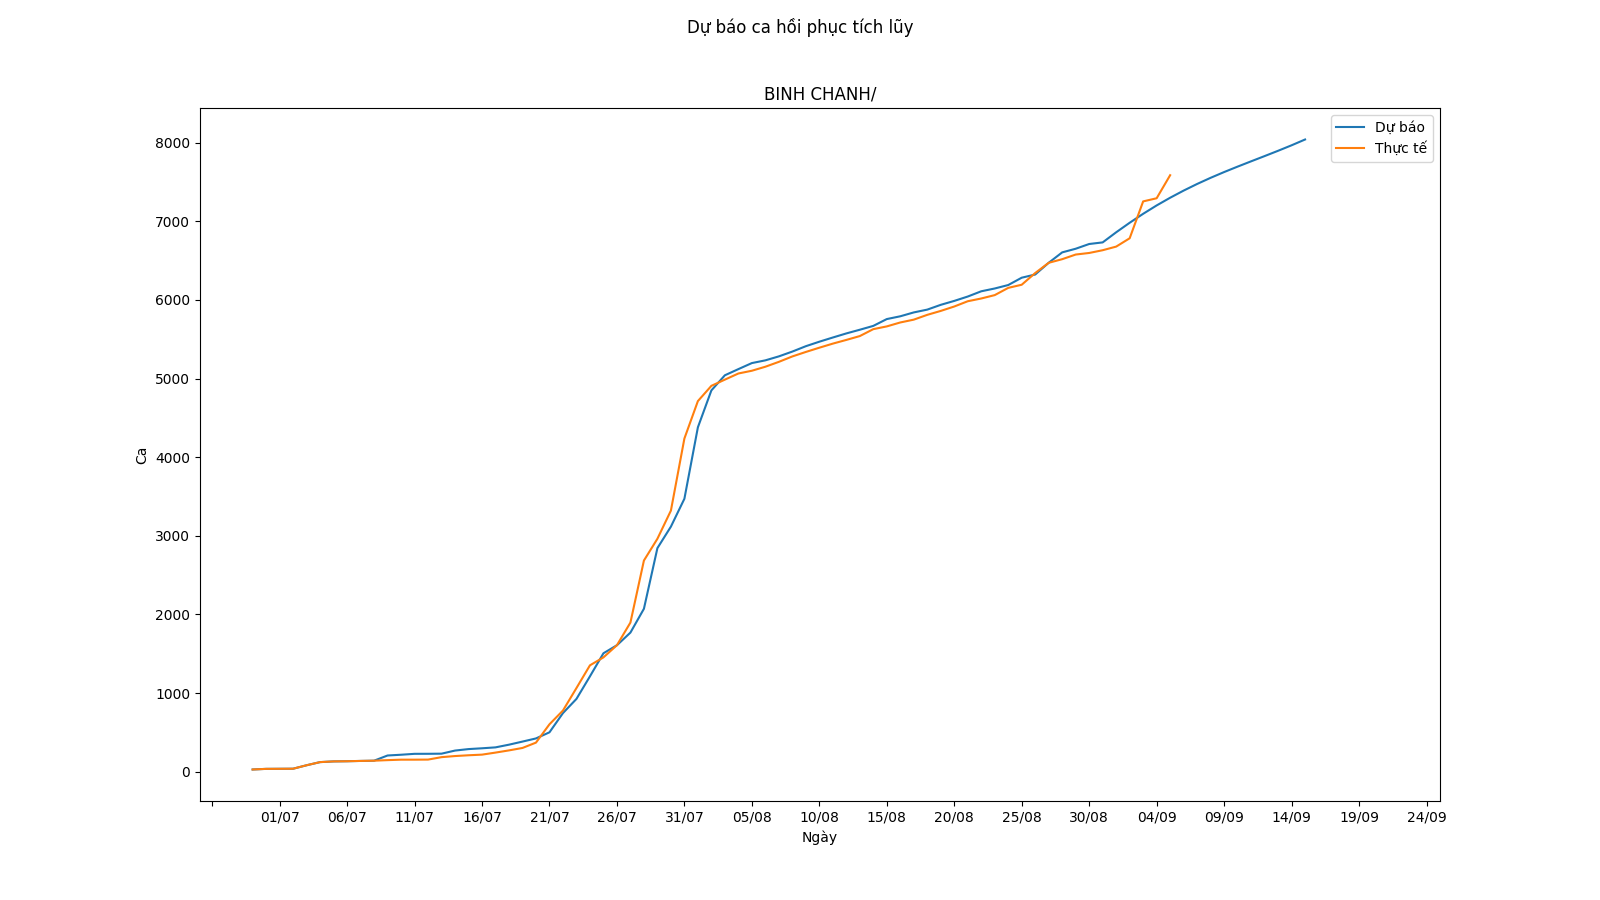 Dự báo ca hồi phục tích lũy
BINH CHANH/
Dự báo
Thực tế
8000
7000
6000
5000
4000
3000
2000
1000
0
Ca
01/07 06/07 11/07 16/07 21/07 26/07 31/07 05/08 10/08 15/08 20/08 25/08 30/08 04/09 09/09 14/09 19/09 24/09
Ngày